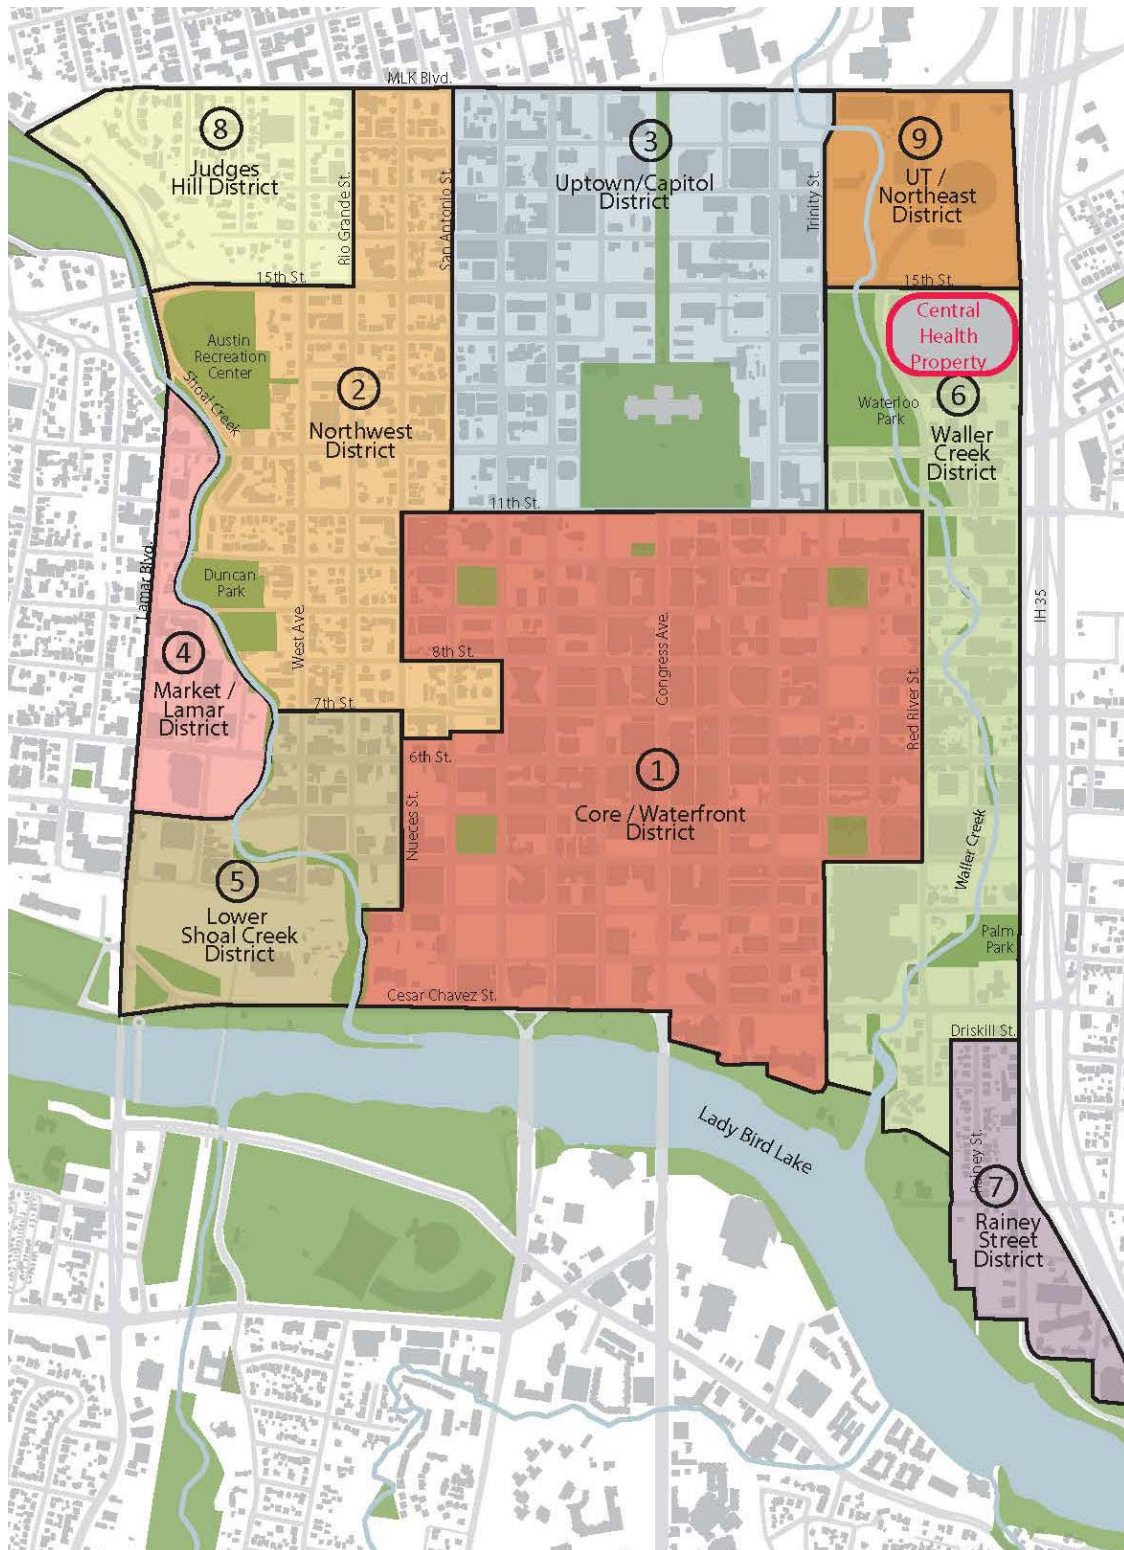 MLK Blvd.
8
Judges
Hill District
Rio Grande St.
San Antonio St.
3
Uptown/Capitol
District
Trinity St.
9
UT /
Northeast
District
15th St.
15th St.
Central
Health
Property
Austin
Recreation
Center
Shoal Creek
2
Northwest
District
Waterloo
Park
6
Waller
Creek
District
11th St.
Lamar Blvd.
Duncan
Park
West Ave.
8th St.
Congress Ave.
Red River St.
IH 35
4
Market /
Lamar
District
7th St.
6th St.
1
Core / Waterfront
District
Nueces St.
Waller Creek
5
Lower
Shoal Creek
District
Palm
Park
Cesar Chavez St.
Driskill St.
Lady Bird Lake
Rainey St.
7
Rainey
Street
District